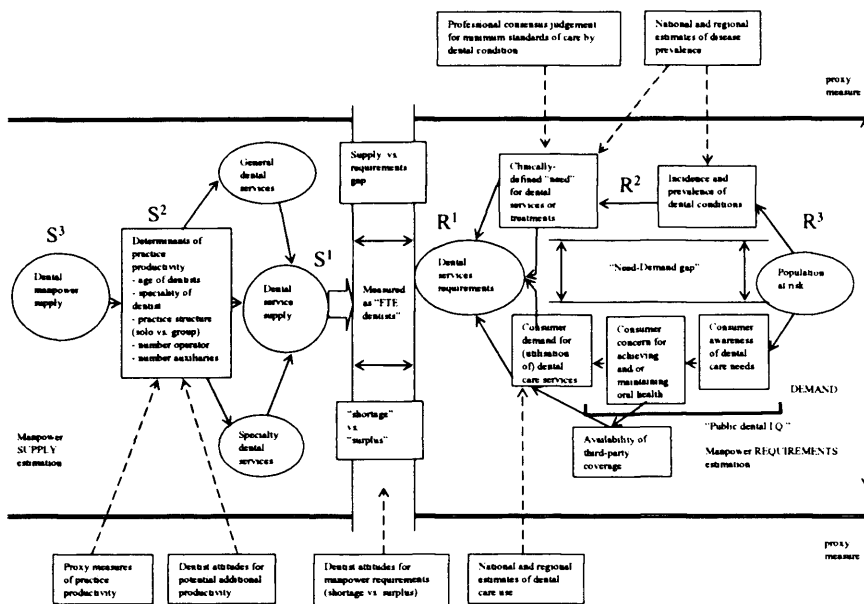 Professional consensus judgement
for minimum standards of care by
dental condition
National and regional
estimates of disease
prevalence
proxy
measure
General
dental
services
Supply vs
requirements
gap
Clinically-
defined "need"
for dental
services or
treatments
R²
Incidence and
prevalence of
dental conditions
S³
S²
S¹
R¹
R³
Dental
manpower
supply
Determinants of
practice
productivity
- age of dentists
- speciality of
dentist
- practice structure
(solo vs. group)
- number operator
- number auxiliaries
Dental
service
supply
Measured
as "FTE
dentists"
Dental
services
requirements
"Need-Demand gap"
Population
at risk
Consumer
demand for
(utilisation
of) dental
care services
Consumer
concern for
achieving
and/or
maintaining
oral health
Consumer
awareness
of dental
care needs
DEMAND
Manpower
SUPPLY
estimation
Specialty
dental
services
"shortage"
vs
"surplus"
Availability of
third-party
coverage
"Public dental I.Q."
Manpower REQUIREMENTS
estimation
Proxy measures
of practice
productivity
Dentist attitudes for
potential additional
productivity
Dentist attitudes for
manpower requirements
(shortage vs. surplus)
National and regional
estimates of dental
care use
proxy
measure